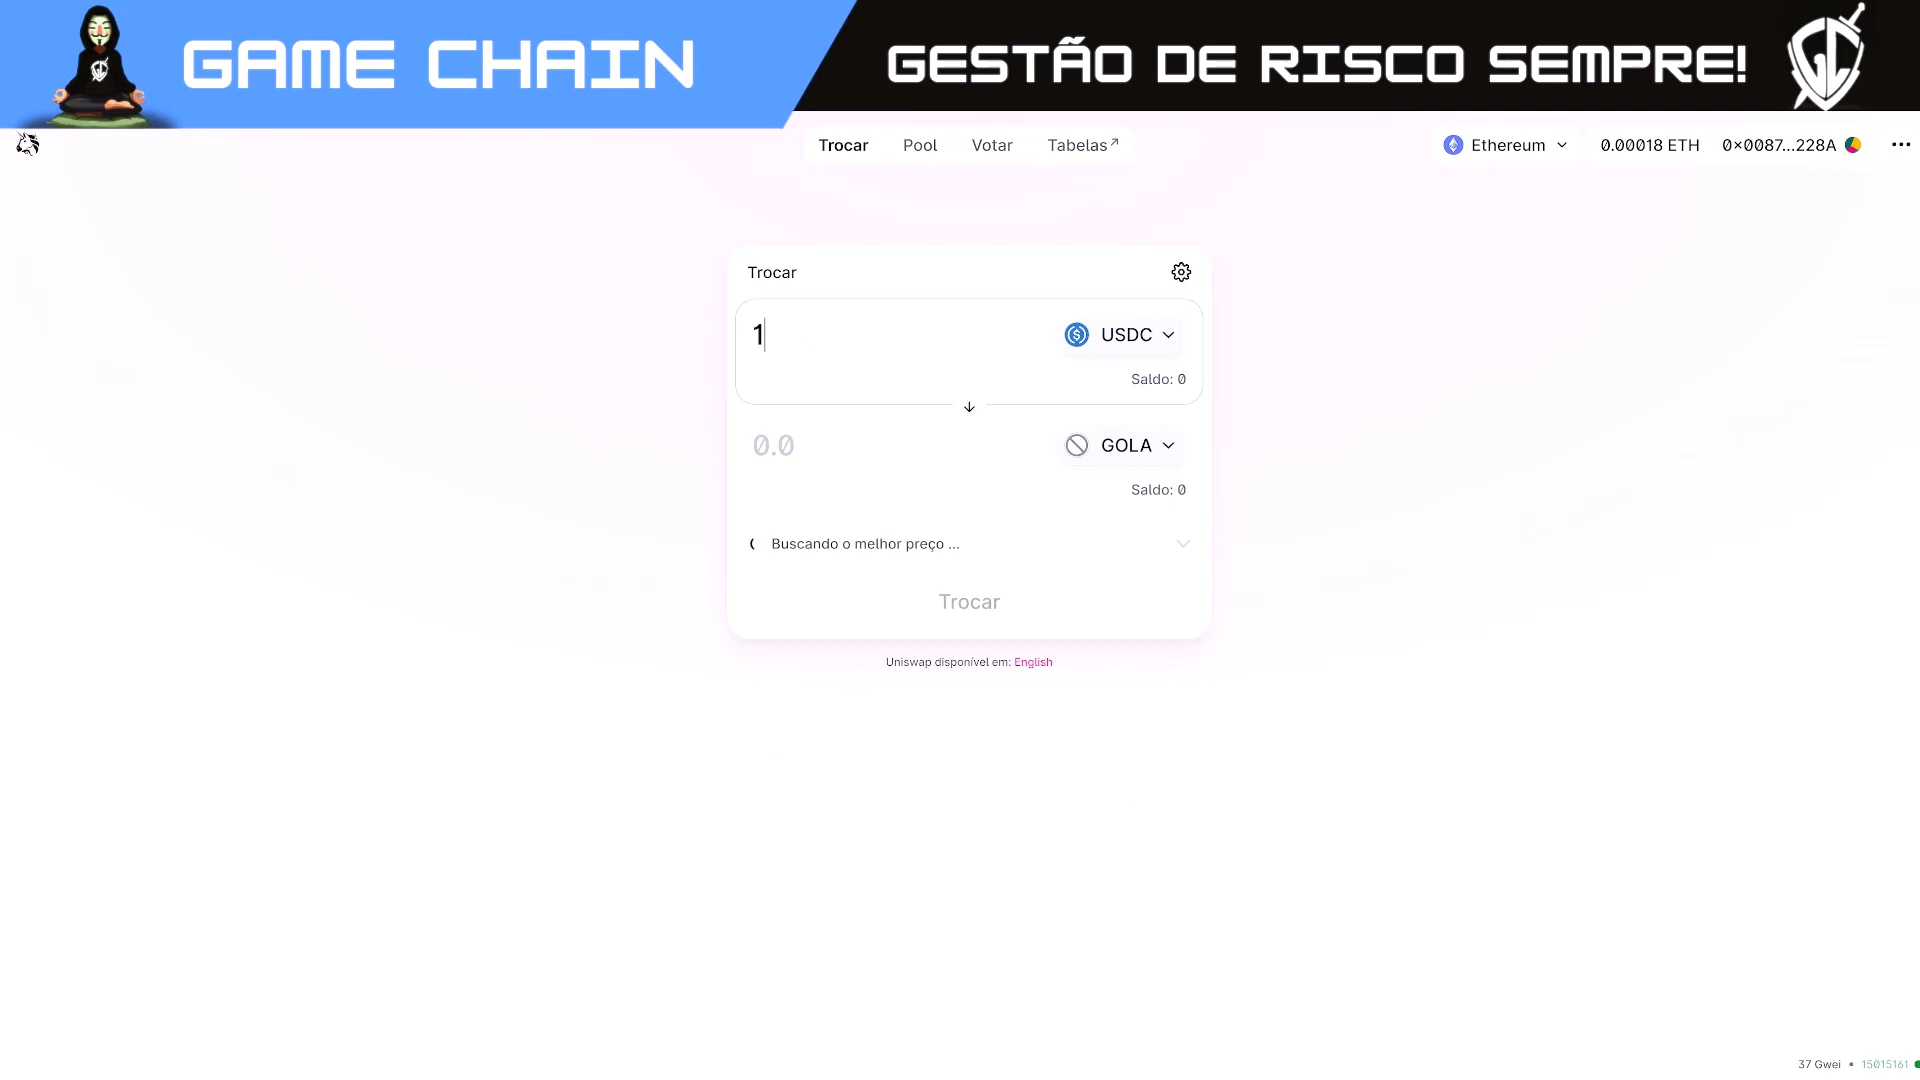 GAME CHAIN
GESTÃO DE RISCO SEMPRE!
Trocar
Pool
Votar
Tabelas↗
Ethereum
0.00018 ETH
0x0087...228A
Trocar
1
USDC
Saldo: 0
0.0
GOLA
Saldo: 0
Buscando o melhor preço ...
Trocar
Uniswap disponível em: English
37 Gwei • 15015161